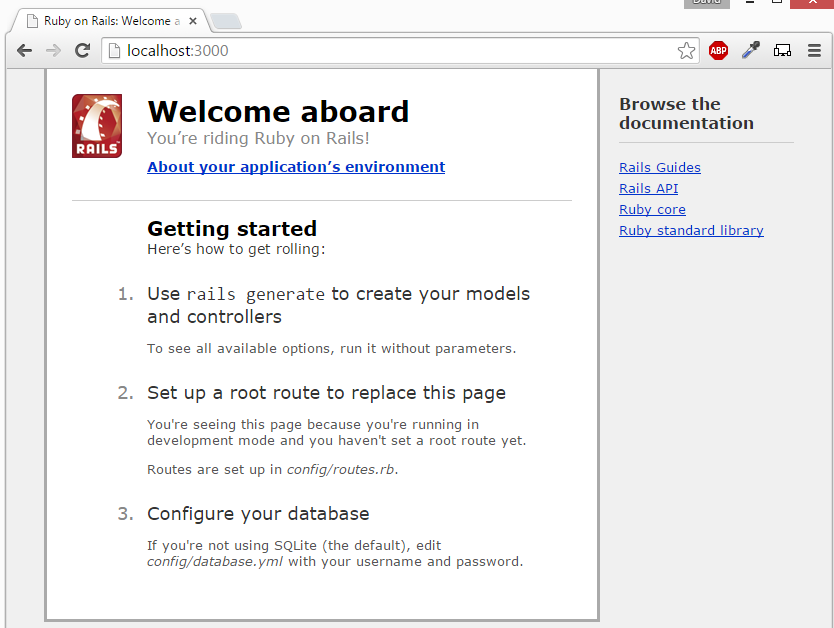 David
Ruby on Rails: Welcome a
localhost:3000
ABP
RAILS
Welcome aboard
You’re riding Ruby on Rails!
About your application’s environment
Getting started
Here’s how to get rolling:
1. Use rails generate to create your models
and controllers
To see all available options, run it without parameters.
2. Set up a root route to replace this page
You're seeing this page because you're running in
development mode and you haven't set a root route yet.
Routes are set up in config/routes.rb.
3. Configure your database
If you're not using SQLite (the default), edit
config/database.yml with your username and password.
Browse the
documentation
Rails Guides
Rails API
Ruby core
Ruby standard library